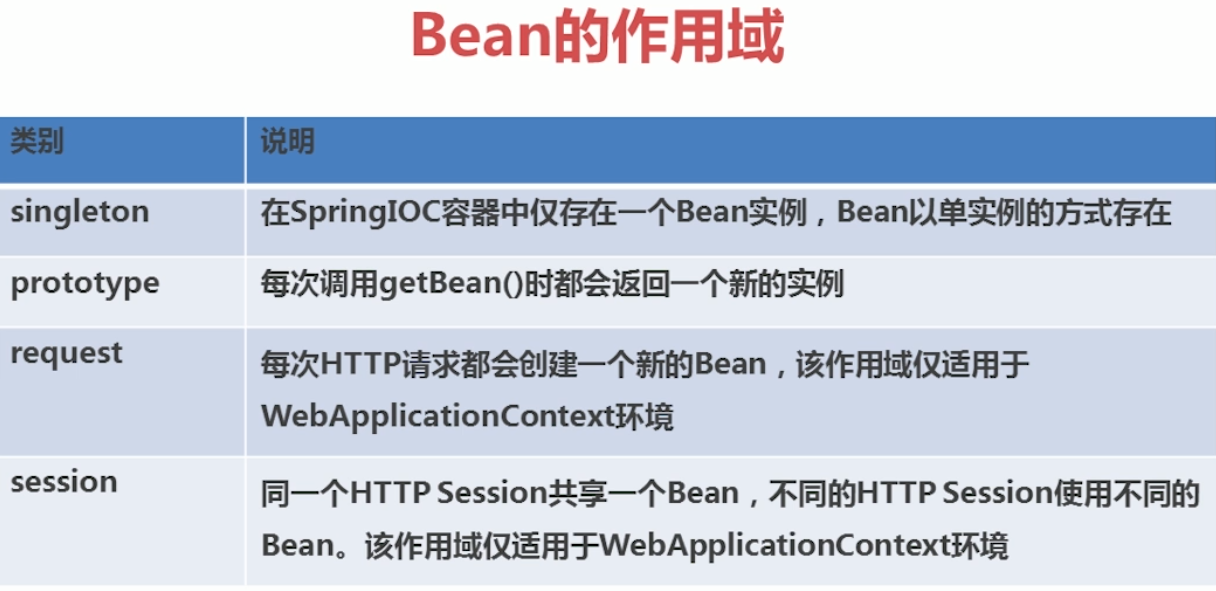 Bean的作用域
类别
说明
singleton
在SpringIOC容器中仅存在一个Bean实例，Bean以单实例的方式存在
prototype
每次调用getBean()时都会返回一个新的实例
request
每次HTTP请求都会创建一个新的Bean，该作用域仅适用于
WebApplicationContext环境
session
同一个HTTP Session共享一个Bean，不同的HTTP Session使用不同的
Bean。该作用域仅适用于WebApplicationContext环境